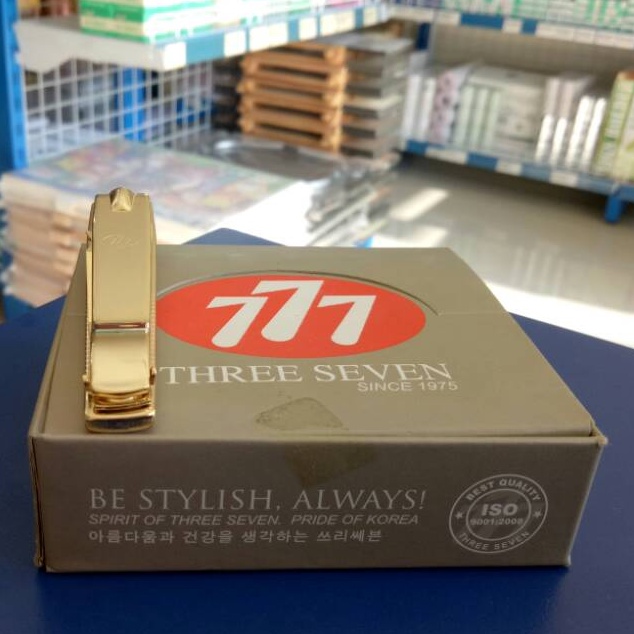 777
THREE SEVEN
SINCE 1975
BE STYLISH, ALWAYS!
SPIRIT OF THREE SEVEN. PRIDE OF KOREA
아름다움과 건강을 생각하는 쓰리쎄븐
BEST QUALITY
ISO
9001:2008
THREE SEVEN